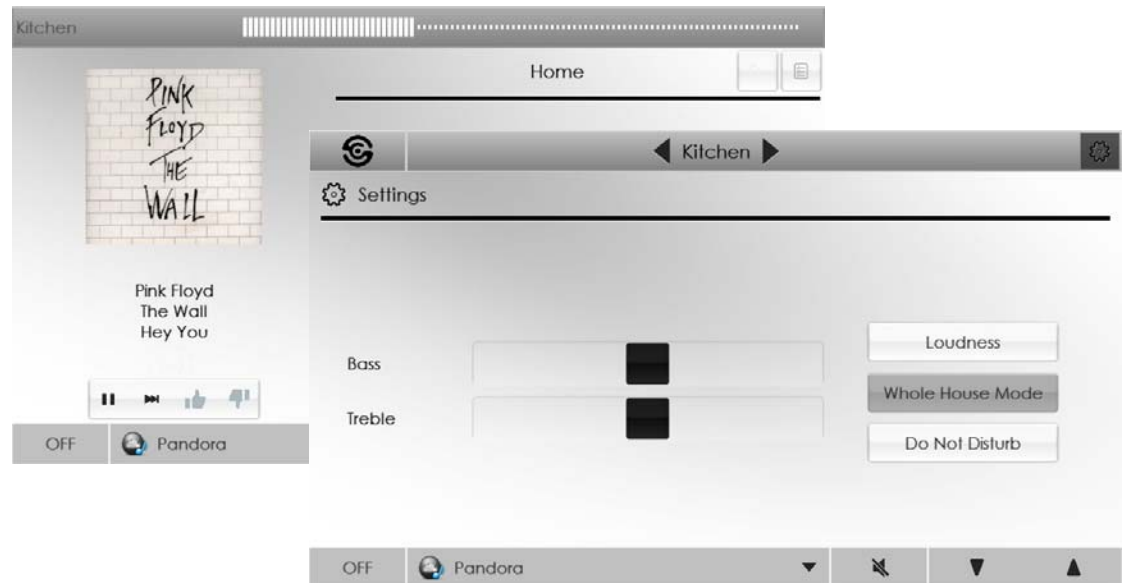 Kitchen
Home
PINK
FLOYD
THE
WALL
Pink Floyd
The Wall
Hey You
OFF
Pandora
Kitchen
Settings
Bass
Treble
Loudness
Whole House Mode
Do Not Disturb
OFF
Pandora